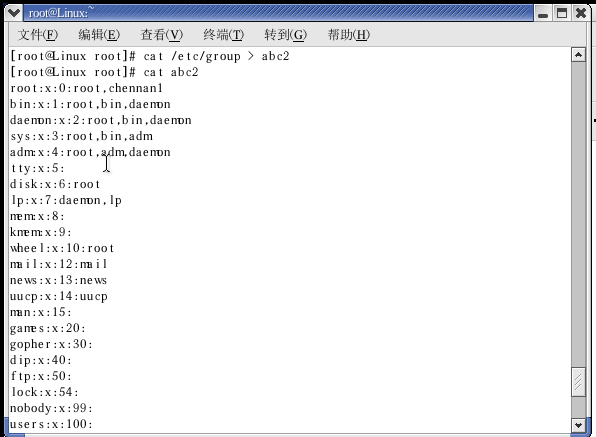 root@Linux:~
文件(F) 编辑(E) 查看(V) 终端(T) 转到(G) 帮助(H)
[root@Linux root]# cat /etc/group > abc2
[root@Linux root]# cat abc2
root:x:0:root,chennan1
bin:x:1:root,bin,daemon
daemon:x:2:root,bin,daemon
sys:x:3:root,bin,adm
adm:x:4:root,adm,daemon
tty:x:5:
disk:x:6:root
lp:x:7:daemon,lp
mem:x:8:
kmem:x:9:
wheel:x:10:root
mail:x:12:mail
news:x:13:news
uucp:x:14:uucp
man:x:15:
games:x:20:
gopher:x:30:
dip:x:40:
ftp:x:50:
lock:x:54:
nobody:x:99:
users:x:100: